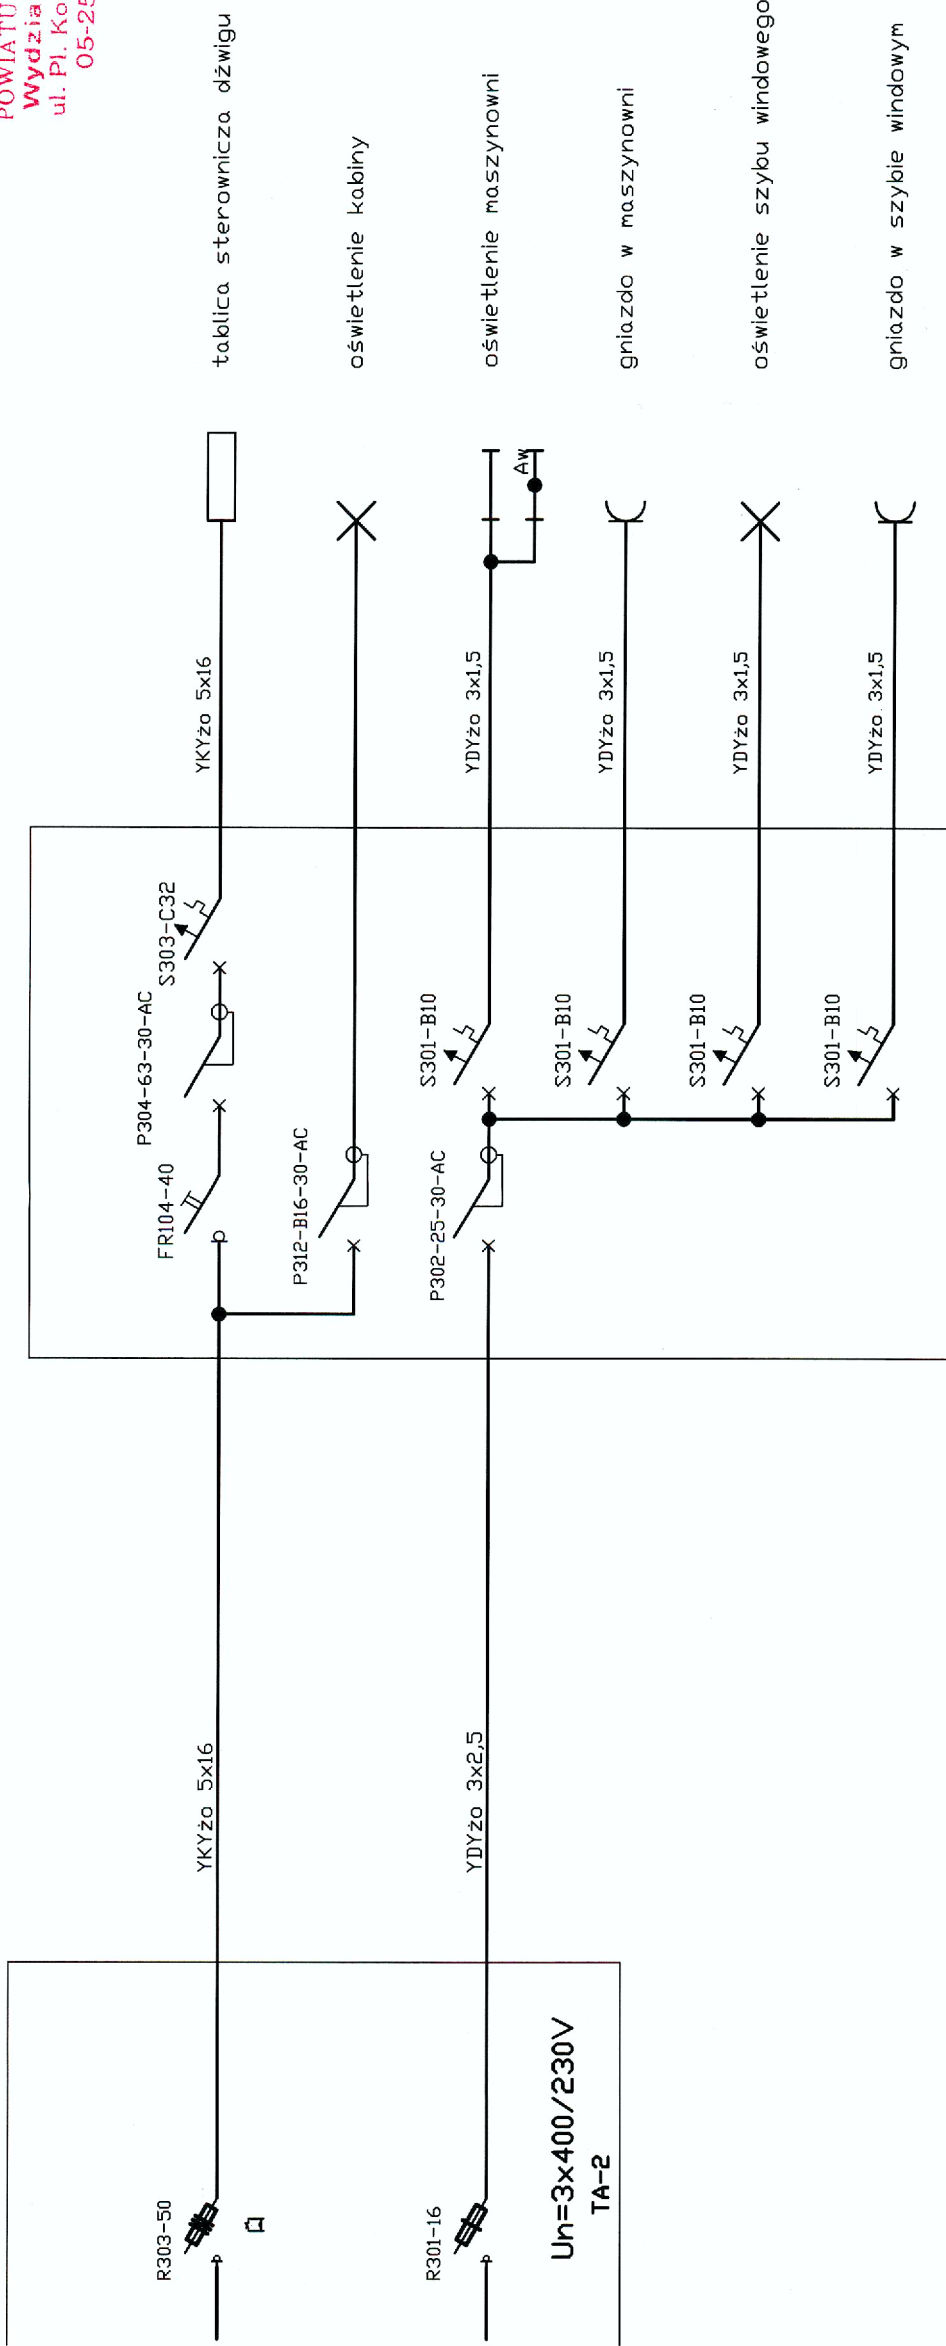 POWIATU
Wydzia
ul. Pl. Ko
05-25
tablica sterownicza dźwigu
oświetlenie kabiny
oświetlenie maszynowni
gniazdo w maszynowni
oświetlenie szybu windowego
gniazdo w szybie windowym
Aw
YKYżo 5x16
YDYżo 3x1,5
YDYżo 3x1,5
YDYżo 3x1,5
YDYżo 3x1,5
S303-C32
P304-63-30-AC
FR104-40
P312-B16-30-AC
P302-25-30-AC
S301-B10
S301-B10
S301-B10
S301-B10
YKYżo 5x16
YDYżo 3x2,5
R303-50
R301-16
Un=3x400/230V
TA-2